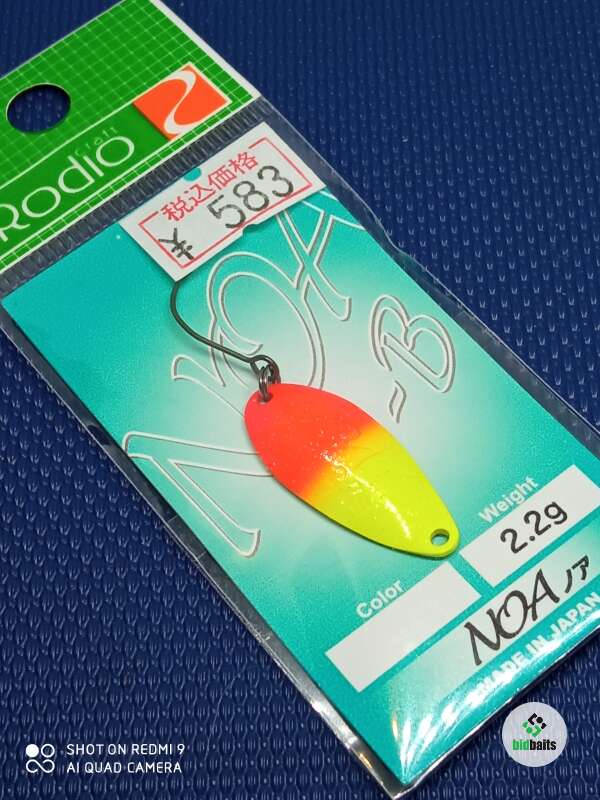 Rodio
craft
税込価格
¥ 583
NOA
-B
Weight
2.2g
Color
NOA ノア
MADE IN JAPAN
SHOT ON REDMI 9
AI QUAD CAMERA
bidbaits